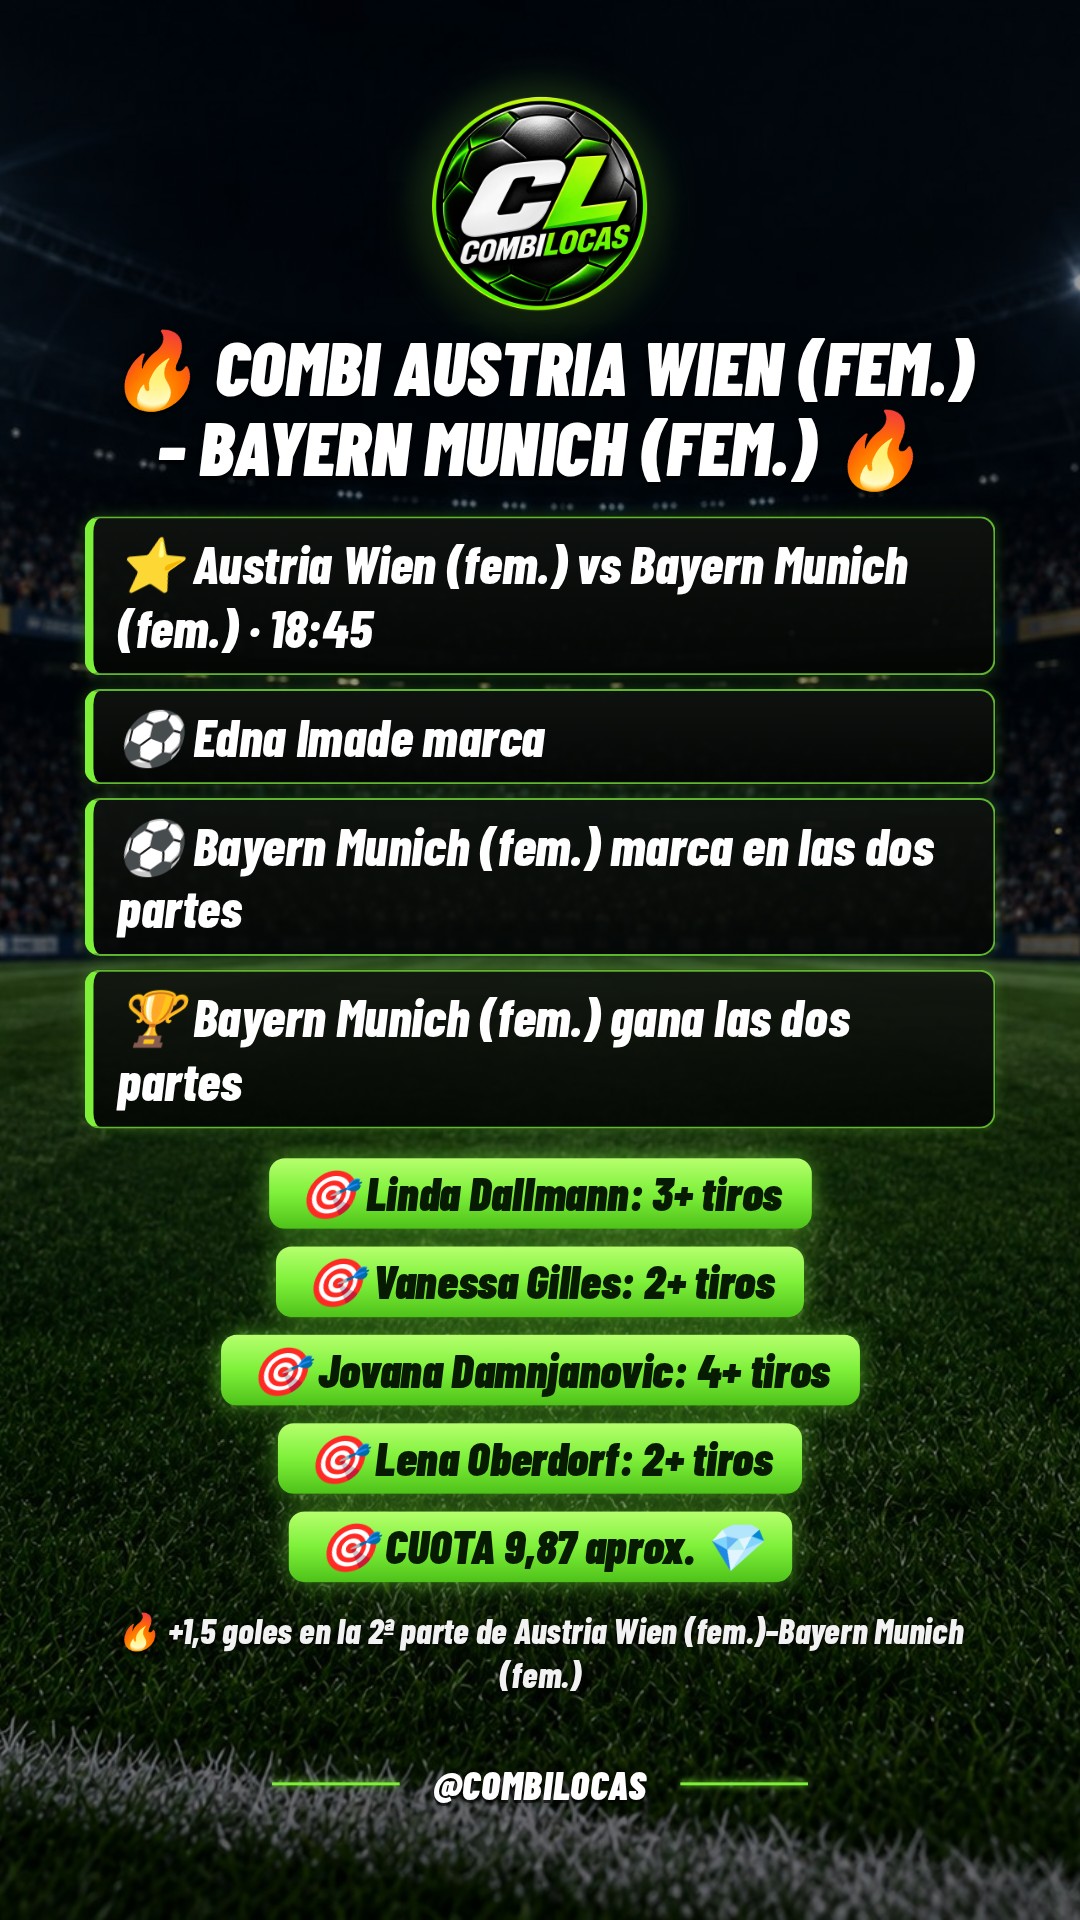 CL
COMBILOCAS
🔥 COMBI AUSTRIA WIEN (FEM.)
- BAYERN MUNICH (FEM.) 🔥
⭐ Austria Wien (fem.) vs Bayern Munich
(fem.) · 18:45
⚽ Edna Imade marca
⚽ Bayern Munich (fem.) marca en las dos
partes
🏆 Bayern Munich (fem.) gana las dos
partes
🎯 Linda Dallmann: 3+ tiros
🎯 Vanessa Gilles: 2+ tiros
🎯 Jovana Damnjanovic: 4+ tiros
🎯 Lena Oberdorf: 2+ tiros
🎯 CUOTA 9,87 aprox. 💎
🔥 +1,5 goles en la 2ª parte de Austria Wien (fem.)–Bayern Munich
(fem.)
@COMBILOCAS